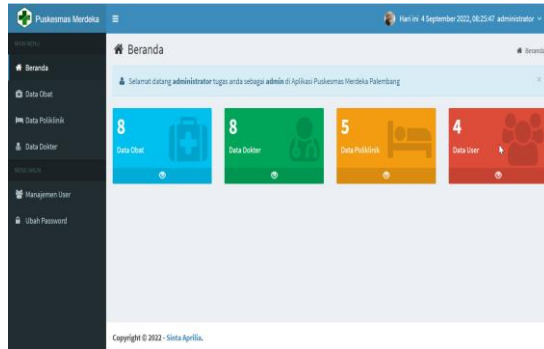 Puskesmas Merdeka
Hari ini 4 September 2022, 08:25:47 administrator
MAIN MENU
Beranda
Data Obat
Data Poliklinik
Data Dokter
Manajemen User
Ubah Password
Beranda
Beranda
Selamat datang administrator tugas anda sebagai admin di Aplikasi Puskesmas Merdeka Palembang
×
8
Data Obat
8
Data Dokter
5
Data Poliklinik
4
Data User
Copyright © 2022 - Sinta Aprilia.